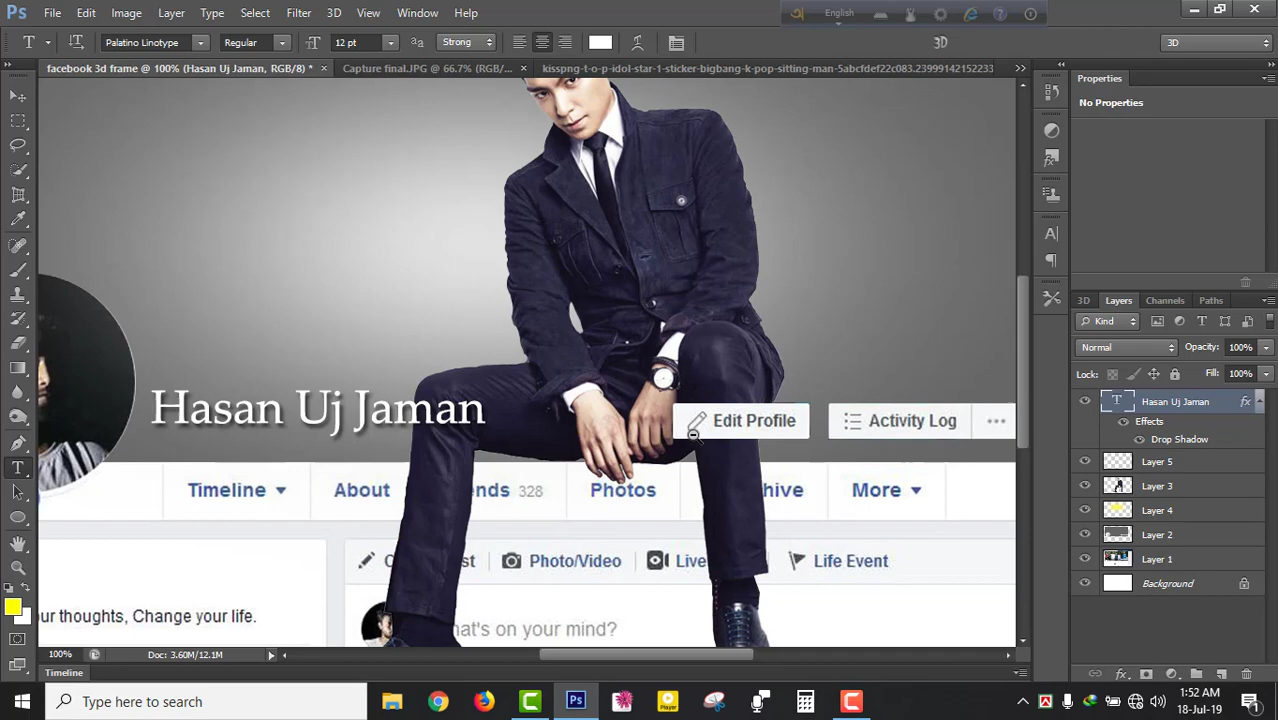 Ps File Edit Image Layer Type Select Filter 3D View Window Help
English
Palatino Linotype Regular 12 pt Strong 3D
facebook 3d frame @ 100% (Hasan Uj Jaman, RGB/8) * × Capture final.JPG @ 66.7% (RGB/... × kisspng-t-o-p-idol-star-1-sticker-bigbang-k-pop-sitting-man-5abcfdef22c083.23999142152233
Properties
No Properties
3D Layers Channels Paths
Kind
Normal Opacity: 100%
Lock: Fill: 100%
T Hasan Uj Jaman fx
Effects
Drop Shadow
Layer 5
Layer 3
Layer 4
Layer 2
Layer 1
Background
Hasan Uj Jaman
Edit Profile Activity Log
Timeline About ends 328 Photos hive More
C st Photo/Video Live Life Event
ur thoughts, Change your life. hat's on your mind?
100% Doc: 3.60M/12.1M
Timeline
Type here to search
Ps
Player
1:52 AM
18-Jul-19